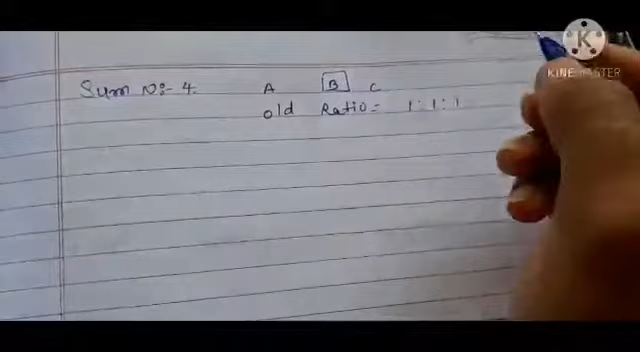 Sum No:- 4.
A B C
old Ratio = 1 : 1 : 1
K
KINEMASTER